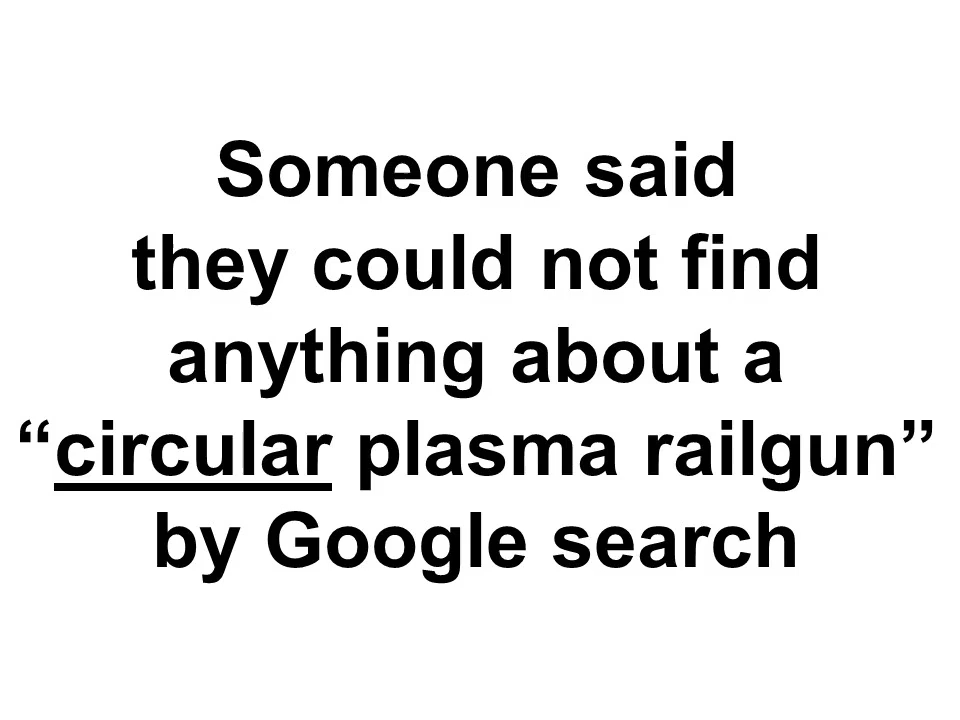 Someone said
they could not find
anything about a
“circular plasma railgun”
by Google search